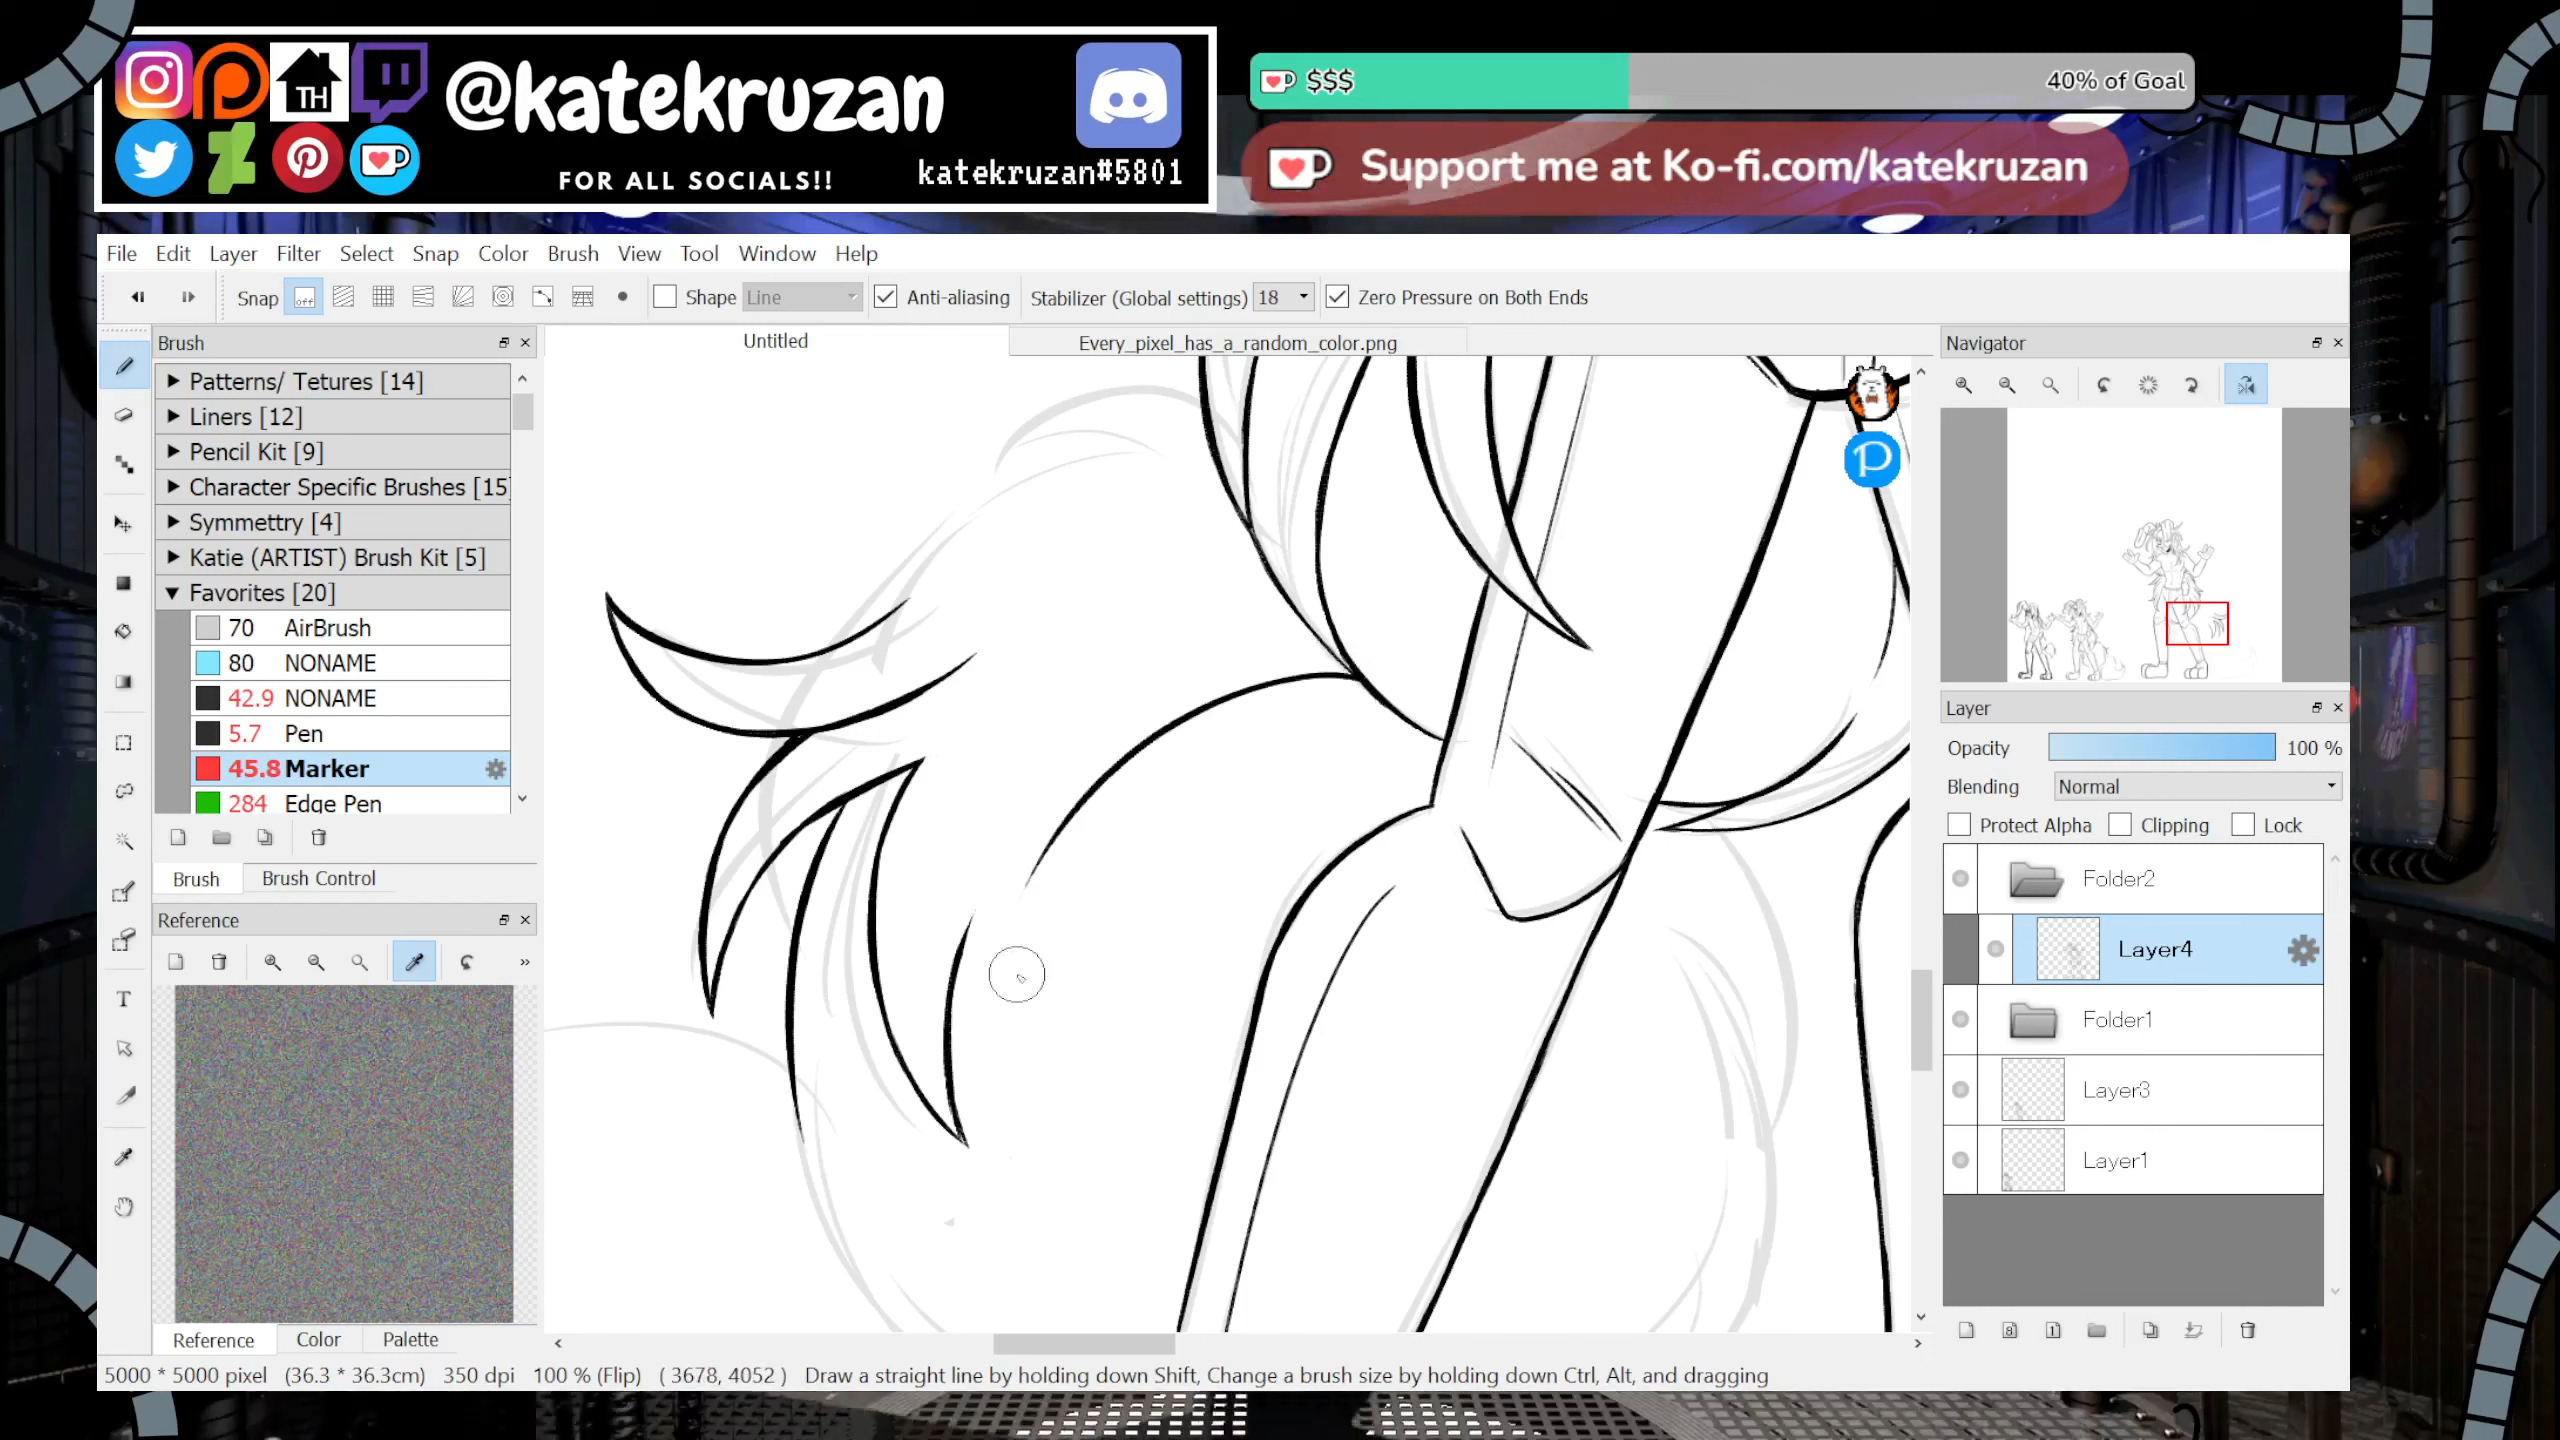 TH
@katekruzan
FOR ALL SOCIALS!!
katekruzan#5801
$$$
40% of Goal
Support me at Ko-fi.com/katekruzan
File Edit Layer Filter Select Snap Color Brush View Tool Window Help
Snap off Shape Line Anti-aliasing Stabilizer (Global settings) 18 Zero Pressure on Both Ends
Brush
Untitled
Every_pixel_has_a_random_color.png
Navigator
Patterns/ Tetures [14]
Liners [12]
Pencil Kit [9]
Character Specific Brushes [15]
Symmettry [4]
Katie (ARTIST) Brush Kit [5]
Favorites [20]
70 AirBrush
80 NONAME
42.9 NONAME
5.7 Pen
45.8 Marker
284 Edge Pen
Brush Brush Control
Reference
Reference Color Palette
P
T
Layer
Opacity 100 %
Blending Normal
Protect Alpha Clipping Lock
Folder2
Layer4
Folder1
Layer3
Layer1
8 1
5000 * 5000 pixel (36.3 * 36.3cm) 350 dpi 100 % (Flip) ( 3678, 4052 ) Draw a straight line by holding down Shift, Change a brush size by holding down Ctrl, Alt, and dragging